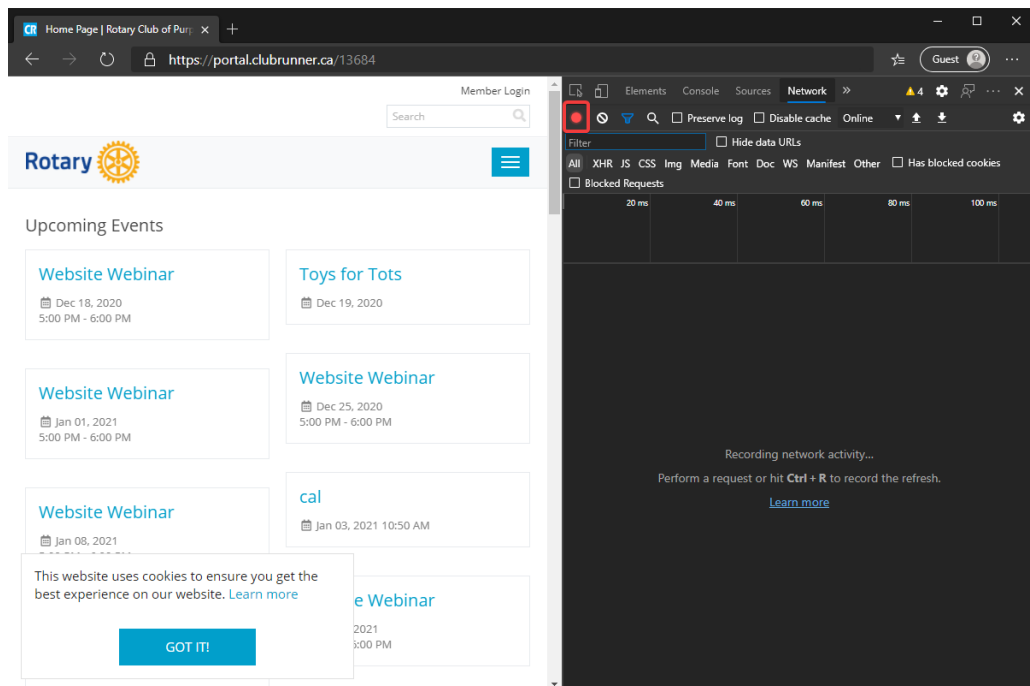 CR Home Page | Rotary Club of Purp
https://portal.clubrunner.ca/13684
Guest
Member Login
Search
Rotary
Upcoming Events
Website Webinar
Dec 18, 2020
5:00 PM - 6:00 PM
Toys for Tots
Dec 19, 2020
Website Webinar
Jan 01, 2021
5:00 PM - 6:00 PM
Website Webinar
Dec 25, 2020
5:00 PM - 6:00 PM
Website Webinar
Jan 08, 2021
cal
Jan 03, 2021 10:50 AM
e Webinar
2021
:00 PM
This website uses cookies to ensure you get the
best experience on our website. Learn more
GOT IT!
Elements Console Sources Network » 4
Preserve log Disable cache Online
Filter Hide data URLs
All XHR JS CSS Img Media Font Doc WS Manifest Other Has blocked cookies
Blocked Requests
20 ms 40 ms 60 ms 80 ms 100 ms
Recording network activity...
Perform a request or hit Ctrl + R to record the refresh.
Learn more